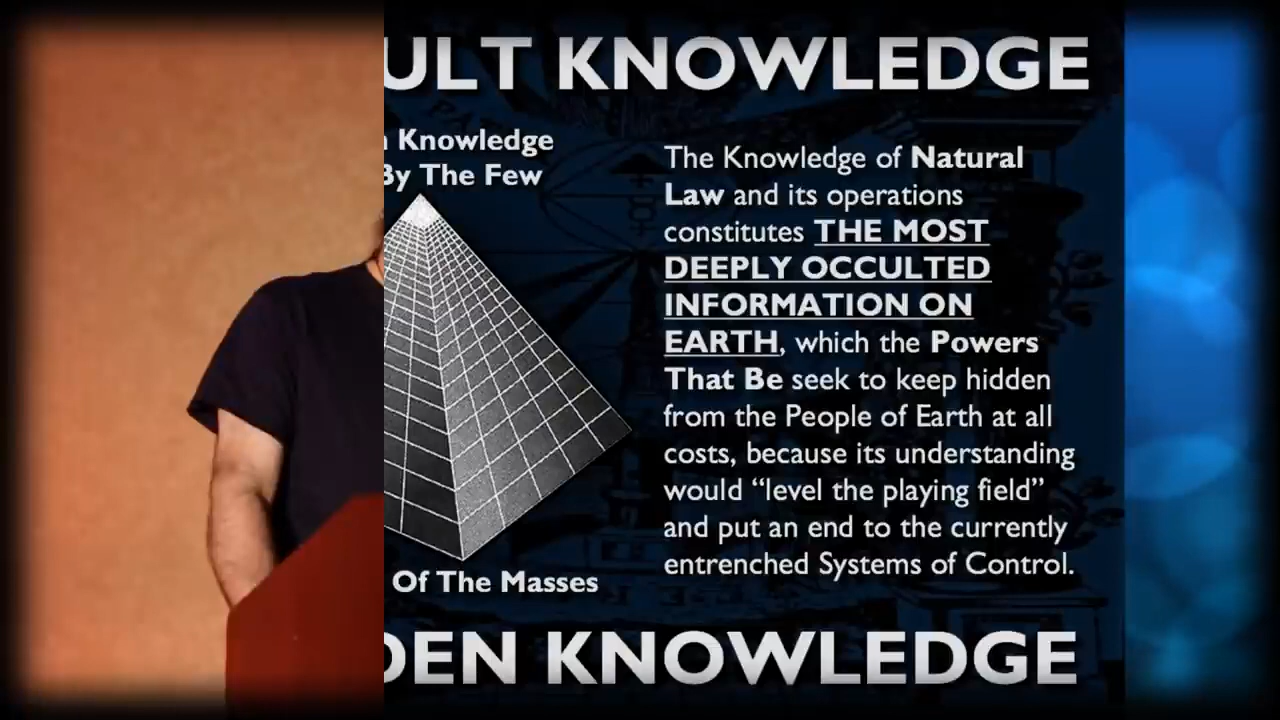 ULT KNOWLEDGE
Knowledge
By The Few
The Knowledge of Natural
Law and its operations
constitutes THE MOST
DEEPLY OCCULTED
INFORMATION ON
EARTH, which the Powers
That Be seek to keep hidden
from the People of Earth at all
costs, because its understanding
would “level the playing field”
and put an end to the currently
entrenched Systems of Control.
Of The Masses
DEN KNOWLEDGE